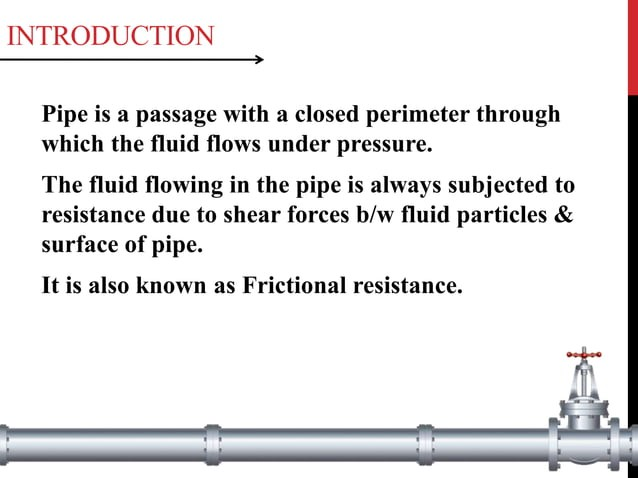 INTRODUCTION
Pipe is a passage with a closed perimeter through
which the fluid flows under pressure.
The fluid flowing in the pipe is always subjected to
resistance due to shear forces b/w fluid particles &
surface of pipe.
It is also known as Frictional resistance.